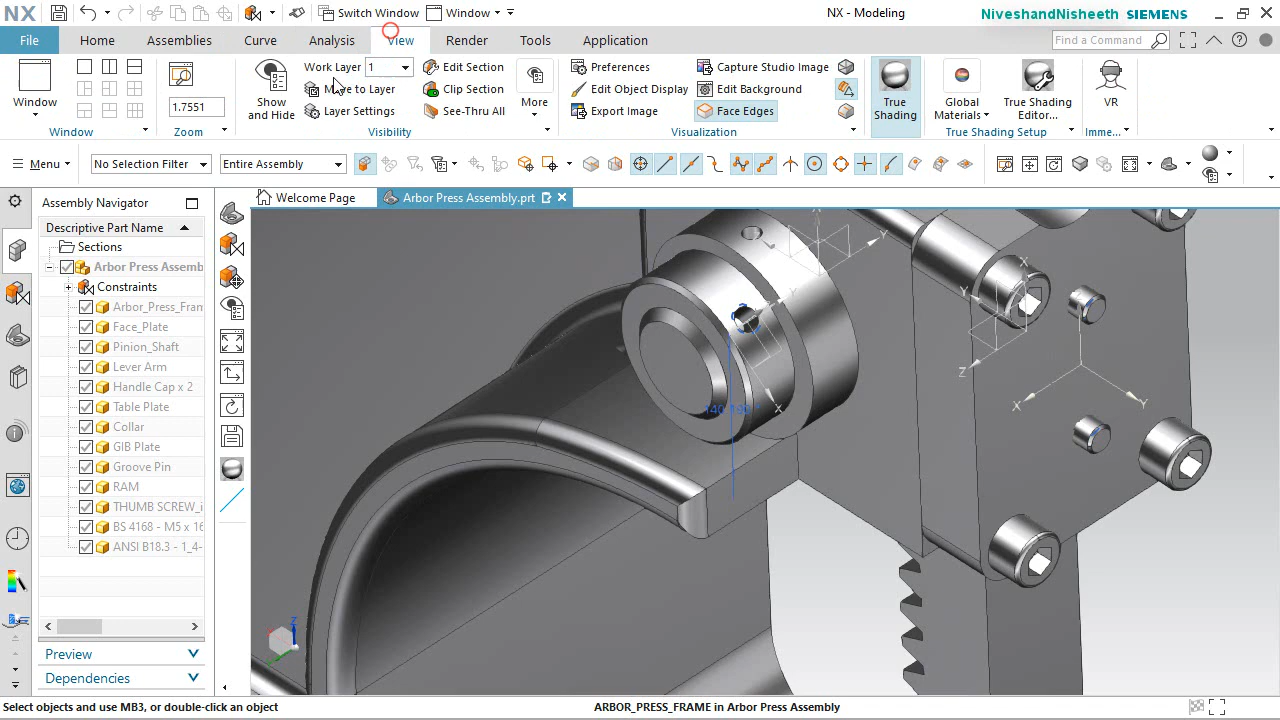 NX
Switch Window
Window
NX - Modeling
NiveshandNisheeth SIEMENS
File
Home
Assemblies
Curve
Analysis
View
Render
Tools
Application
Find a Command
Window
1.7551
Show and Hide
Work Layer 1
Move to Layer
Layer Settings
Edit Section
Clip Section
See-Thru All
More
Preferences
Edit Object Display
Export Image
Capture Studio Image
Edit Background
Face Edges
True Shading
Global Materials
True Shading Editor...
VR
Window
Zoom
Visibility
Visualization
True Shading Setup
Imme...
Menu
No Selection Filter
Entire Assembly
Assembly Navigator
Welcome Page
Arbor Press Assembly.prt
Descriptive Part Name
Sections
Arbor Press Assemb
Constraints
Arbor_Press_Fran
Face_Plate
Pinion_Shaft
Lever Arm
Handle Cap x 2
Table Plate
Collar
GIB Plate
Groove Pin
RAM
THUMB SCREW_i
BS 4168 - M5 x 16
ANSI B18.3 - 1_4-
Preview
Dependencies
Y
X
Y
Z
X
Y
X
Z
Select objects and use MB3, or double-click an object
ARBOR_PRESS_FRAME in Arbor Press Assembly